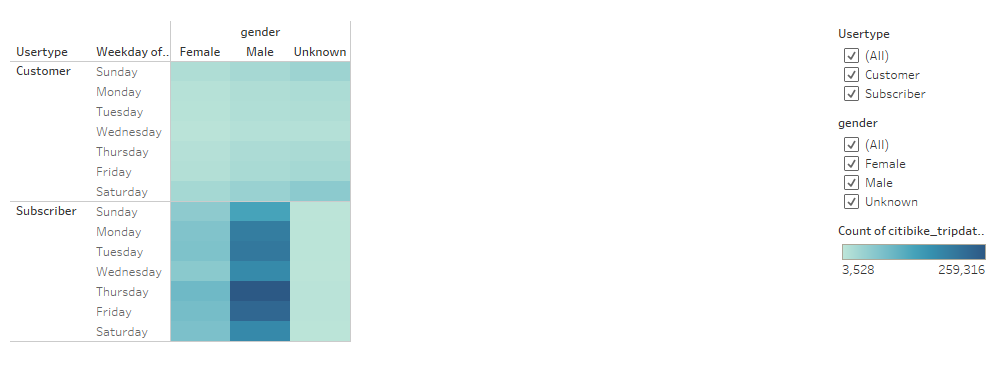 gender
Usertype Weekday of.. Female Male Unknown
Customer Sunday
Monday
Tuesday
Wednesday
Thursday
Friday
Saturday
Subscriber Sunday
Monday
Tuesday
Wednesday
Thursday
Friday
Saturday
Usertype
(All)
Customer
Subscriber
gender
(All)
Female
Male
Unknown
Count of citibike_tripdat..
3,528 259,316